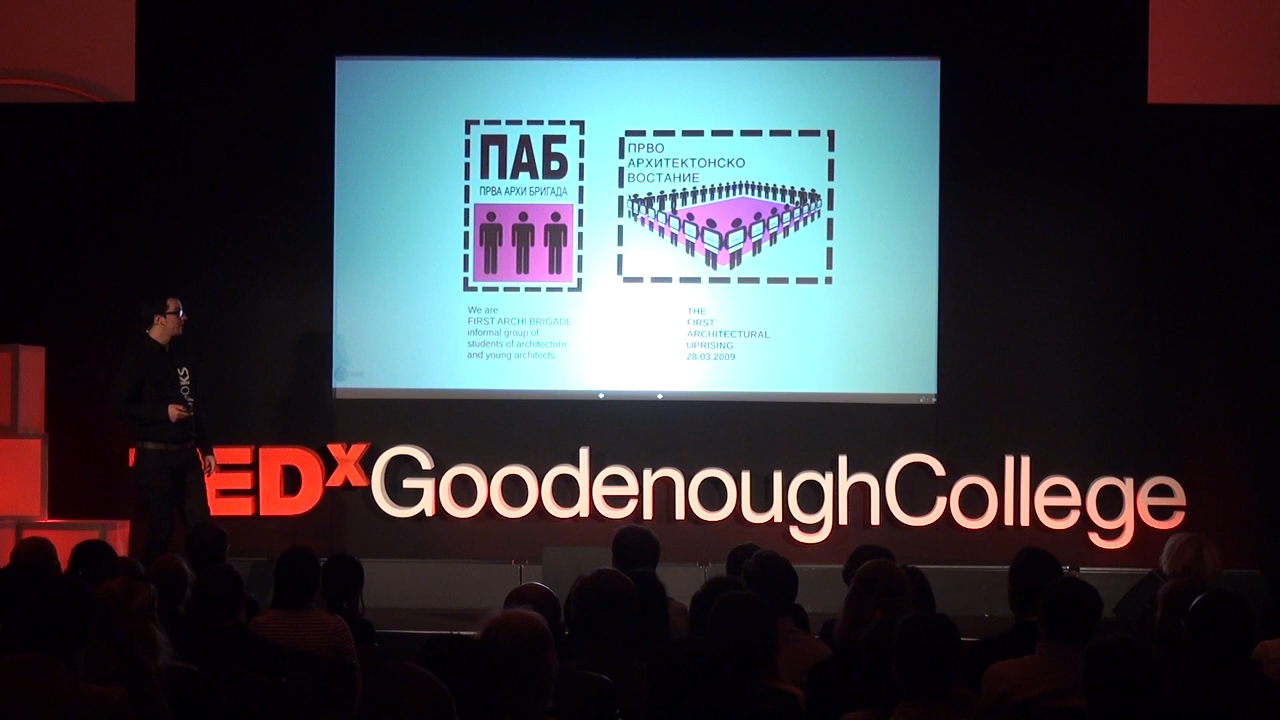 ПАБ
ПРВА АРХИ БРИГАДА
ПРВО
АРХИТЕКТОНСКО
ВОСТАНИЕ
We are
FIRST ARCHI BRIGADE
informal group of
students of architecture
and young architects
THE
FIRST
ARCHITECTURAL
UPRISING
28.03.2009
TEDxGoodenoughCollege